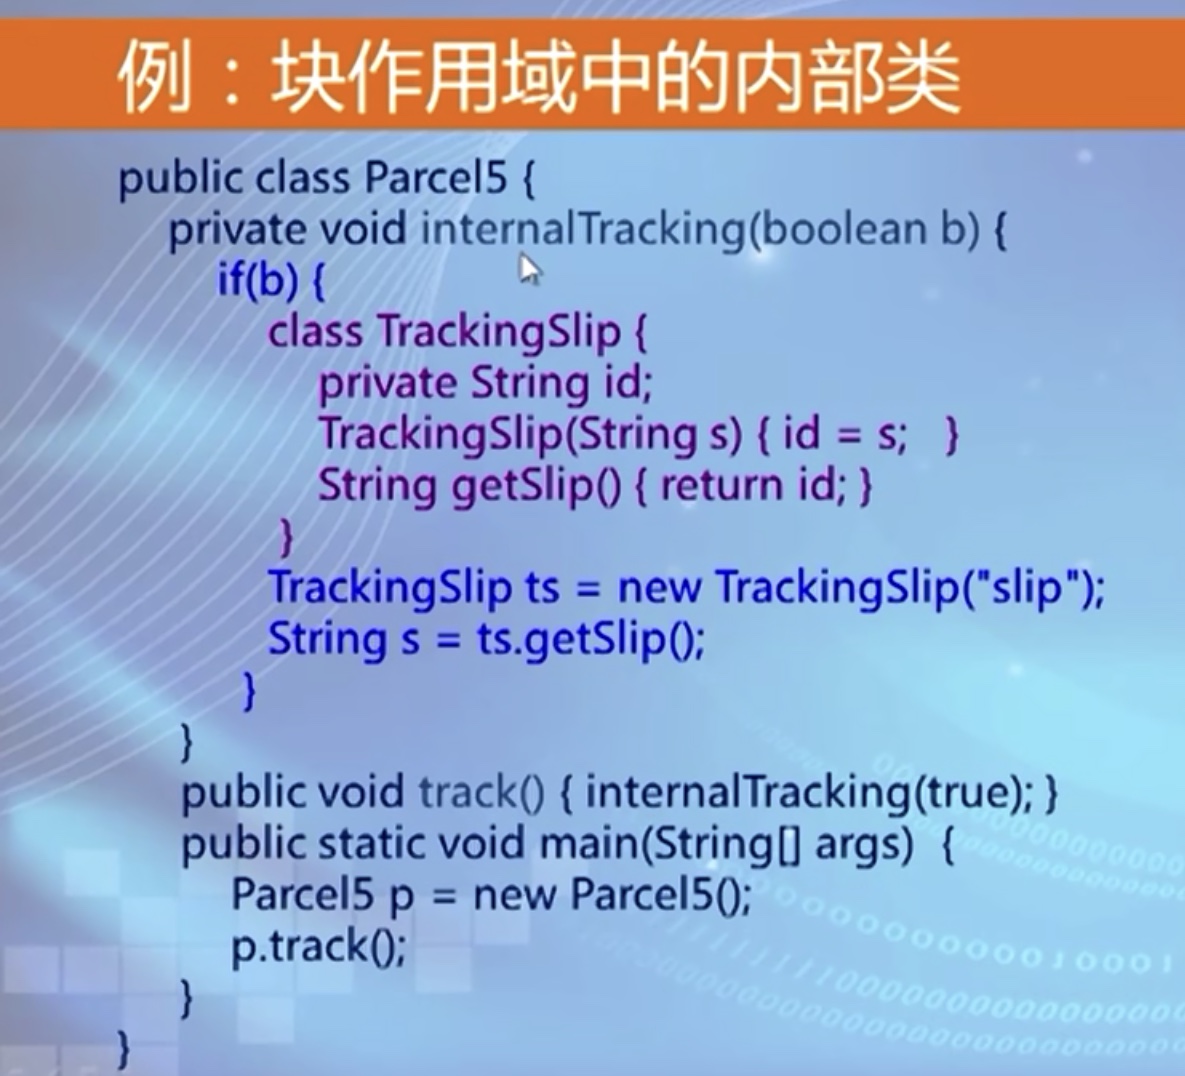 例：块作用域中的内部类
public class Parcel5 {
private void internalTracking(boolean b) {
if(b) {
class TrackingSlip {
private String id;
TrackingSlip(String s) { id = s; }
String getSlip() { return id; }
}
TrackingSlip ts = new TrackingSlip("slip");
String s = ts.getSlip();
}
}
public void track() { internalTracking(true); }
public static void main(String[] args) {
Parcel5 p = new Parcel5();
p.track();
}
}